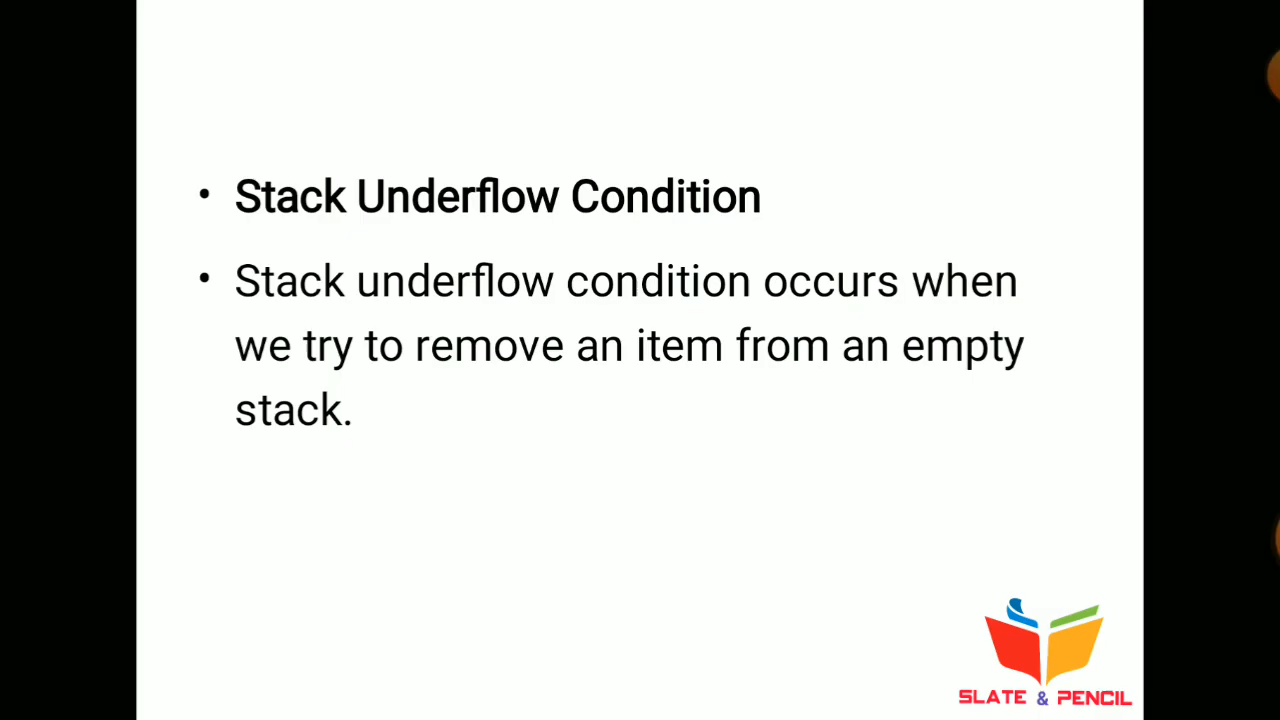 • Stack Underflow Condition
• Stack underflow condition occurs when
we try to remove an item from an empty
stack.
SLATE & PENCIL